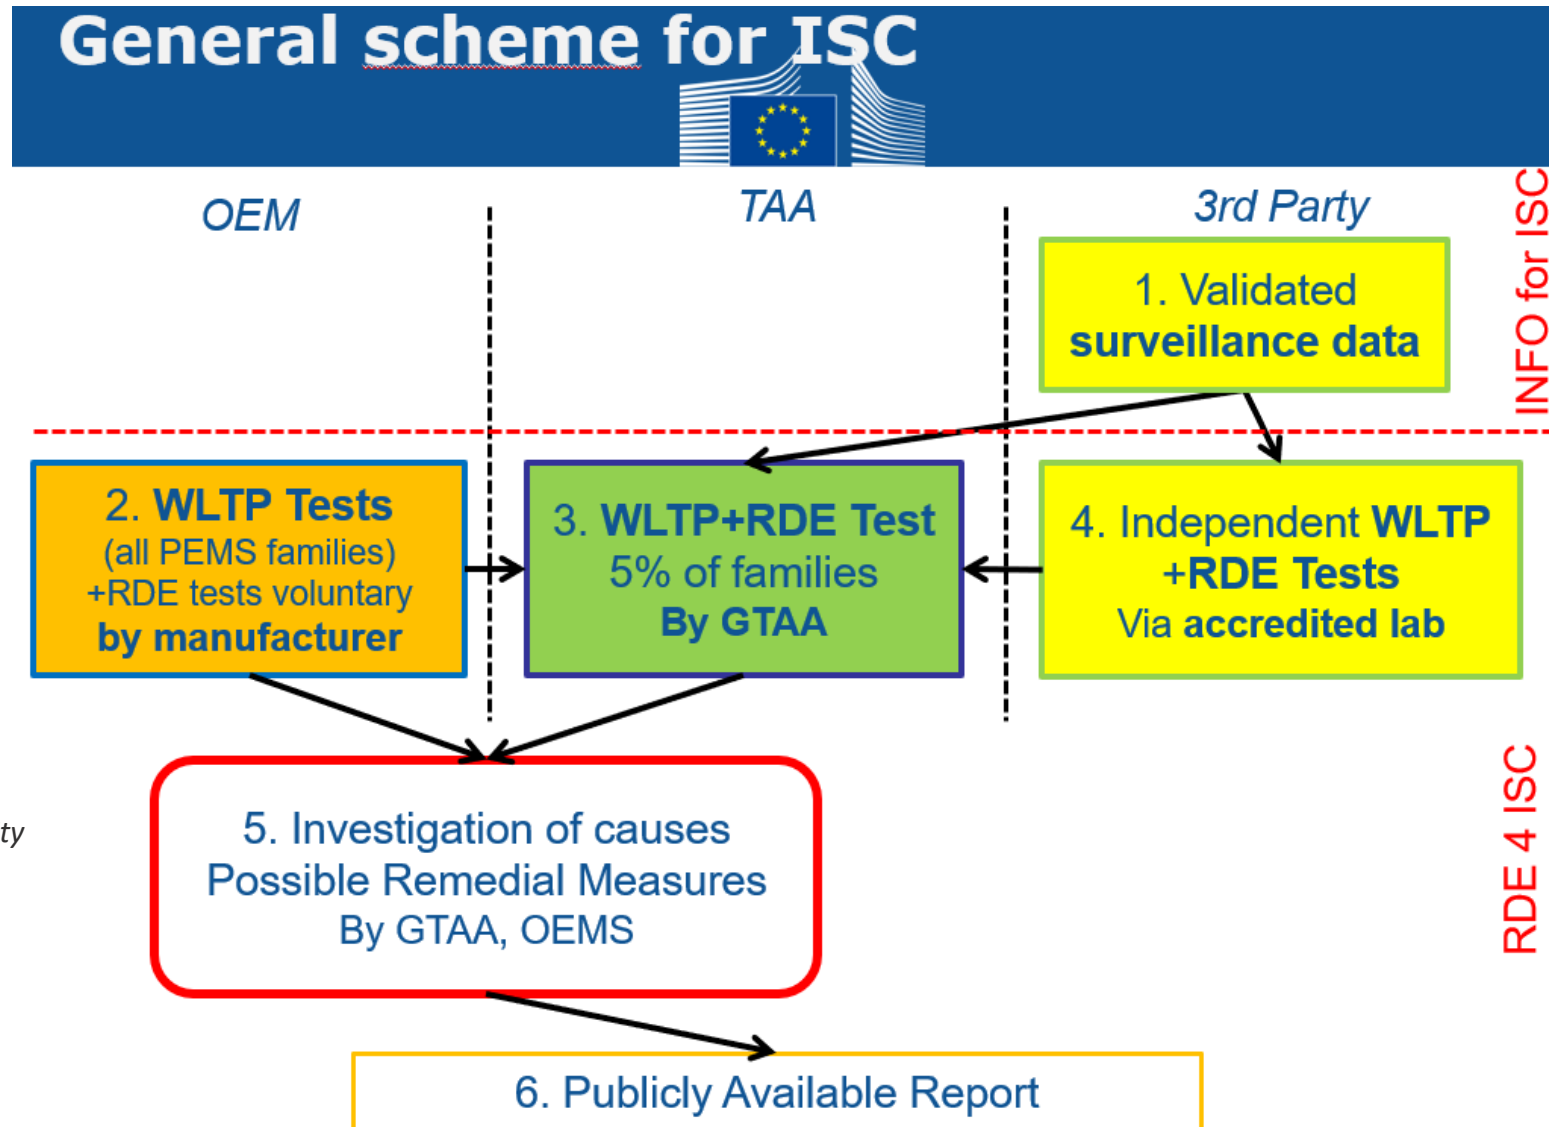 General scheme for ISC
OEM
TAA
3rd Party
INFO for ISC
1. Validated
surveillance data
2. WLTP Tests
(all PEMS families)
+RDE tests voluntary
by manufacturer
3. WLTP+RDE Test
5% of families
By GTAA
4. Independent WLTP
+RDE Tests
Via accredited lab
ty
5. Investigation of causes
Possible Remedial Measures
By GTAA, OEMS
RDE 4 ISC
6. Publicly Available Report